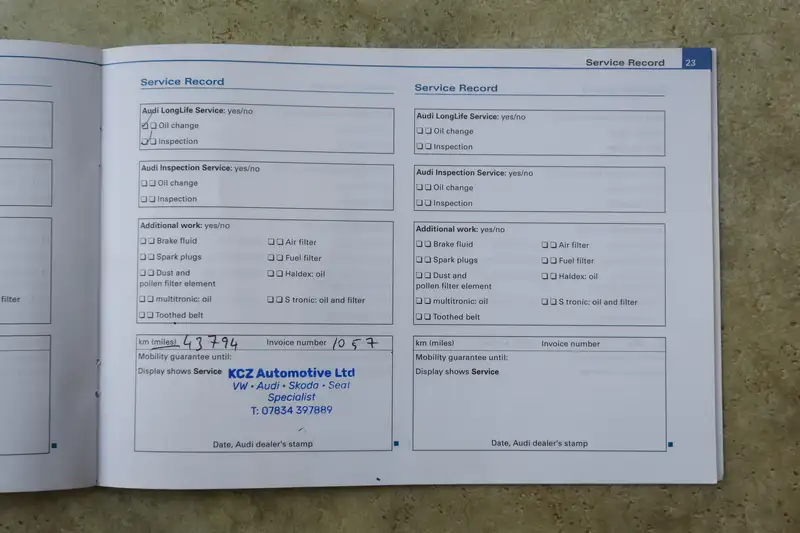 Service Record 23
Service Record
Audi LongLife Service: yes/no
Oil change
Inspection
Audi Inspection Service: yes/no
Oil change
Inspection
Additional work: yes/no
Brake fluid
Air filter
Spark plugs
Fuel filter
Dust and
pollen filter element
Haldex: oil
multitronic: oil
S tronic: oil and filter
Toothed belt
km (miles) 43794 Invoice number 1057
Mobility guarantee until:
Display shows Service
KCZ Automotive Ltd
VW • Audi • Skoda • Seat
Specialist
T: 07834 397889
Date, Audi dealer's stamp
Service Record
Audi LongLife Service: yes/no
Oil change
Inspection
Audi Inspection Service: yes/no
Oil change
Inspection
Additional work: yes/no
Brake fluid
Air filter
Spark plugs
Fuel filter
Dust and
pollen filter element
Haldex: oil
multitronic: oil
S tronic: oil and filter
Toothed belt
km (miles) Invoice number
Mobility guarantee until:
Display shows Service
Date, Audi dealer's stamp
filter